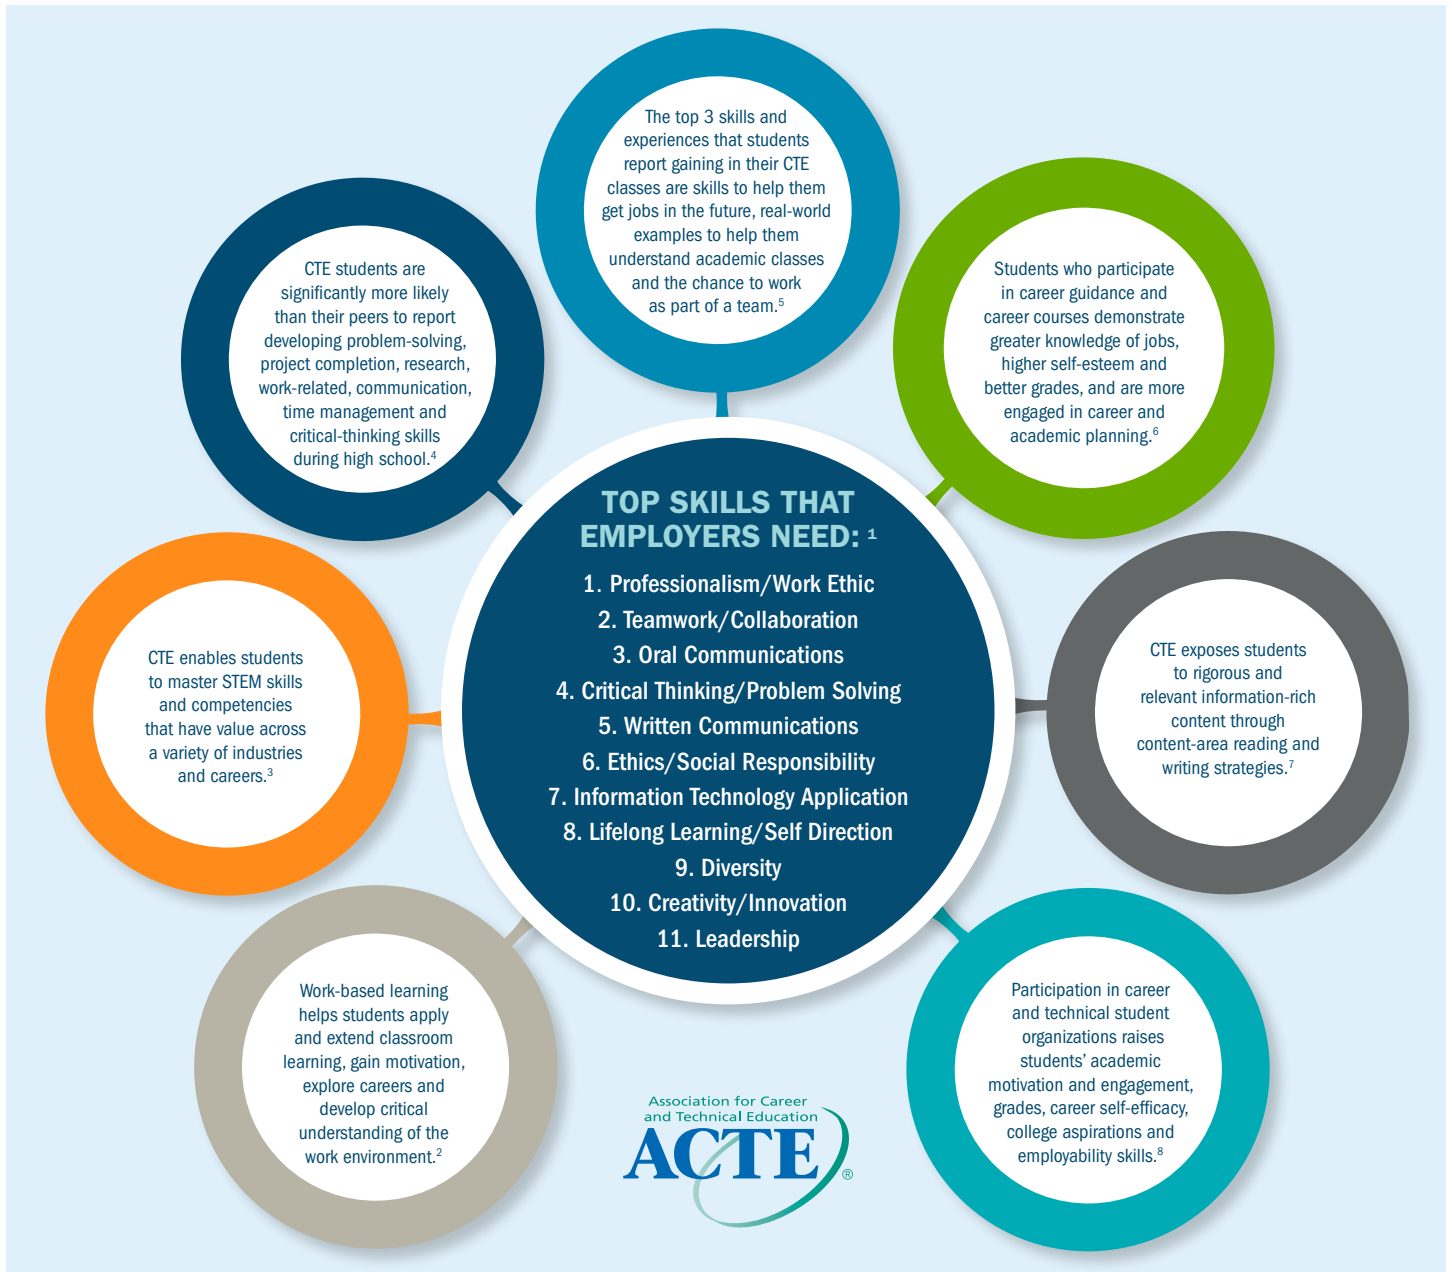 The top 3 skills and
experiences that students
report gaining in their CTE
classes are skills to help them
get jobs in the future, real-world
examples to help them
understand academic classes
and the chance to work
as part of a team.5
CTE students are
significantly more likely
than their peers to report
developing problem-solving,
project completion, research,
work-related, communication,
time management and
critical-thinking skills
during high school.4
Students who participate
in career guidance and
career courses demonstrate
greater knowledge of jobs,
higher self-esteem and
better grades, and are more
engaged in career and
academic planning.6
TOP SKILLS THAT
EMPLOYERS NEED: 1
1. Professionalism/Work Ethic
2. Teamwork/Collaboration
3. Oral Communications
4. Critical Thinking/Problem Solving
5. Written Communications
6. Ethics/Social Responsibility
7. Information Technology Application
8. Lifelong Learning/Self Direction
9. Diversity
10. Creativity/Innovation
11. Leadership
CTE enables students
to master STEM skills
and competencies
that have value across
a variety of industries
and careers.3
CTE exposes students
to rigorous and
relevant information-rich
content through
content-area reading and
writing strategies.7
Work-based learning
helps students apply
and extend classroom
learning, gain motivation,
explore careers and
develop critical
understanding of the
work environment.2
Participation in career
and technical student
organizations raises
students’ academic
motivation and engagement,
grades, career self-efficacy,
college aspirations and
employability skills.8
Association for Career
and Technical Education
ACTE®